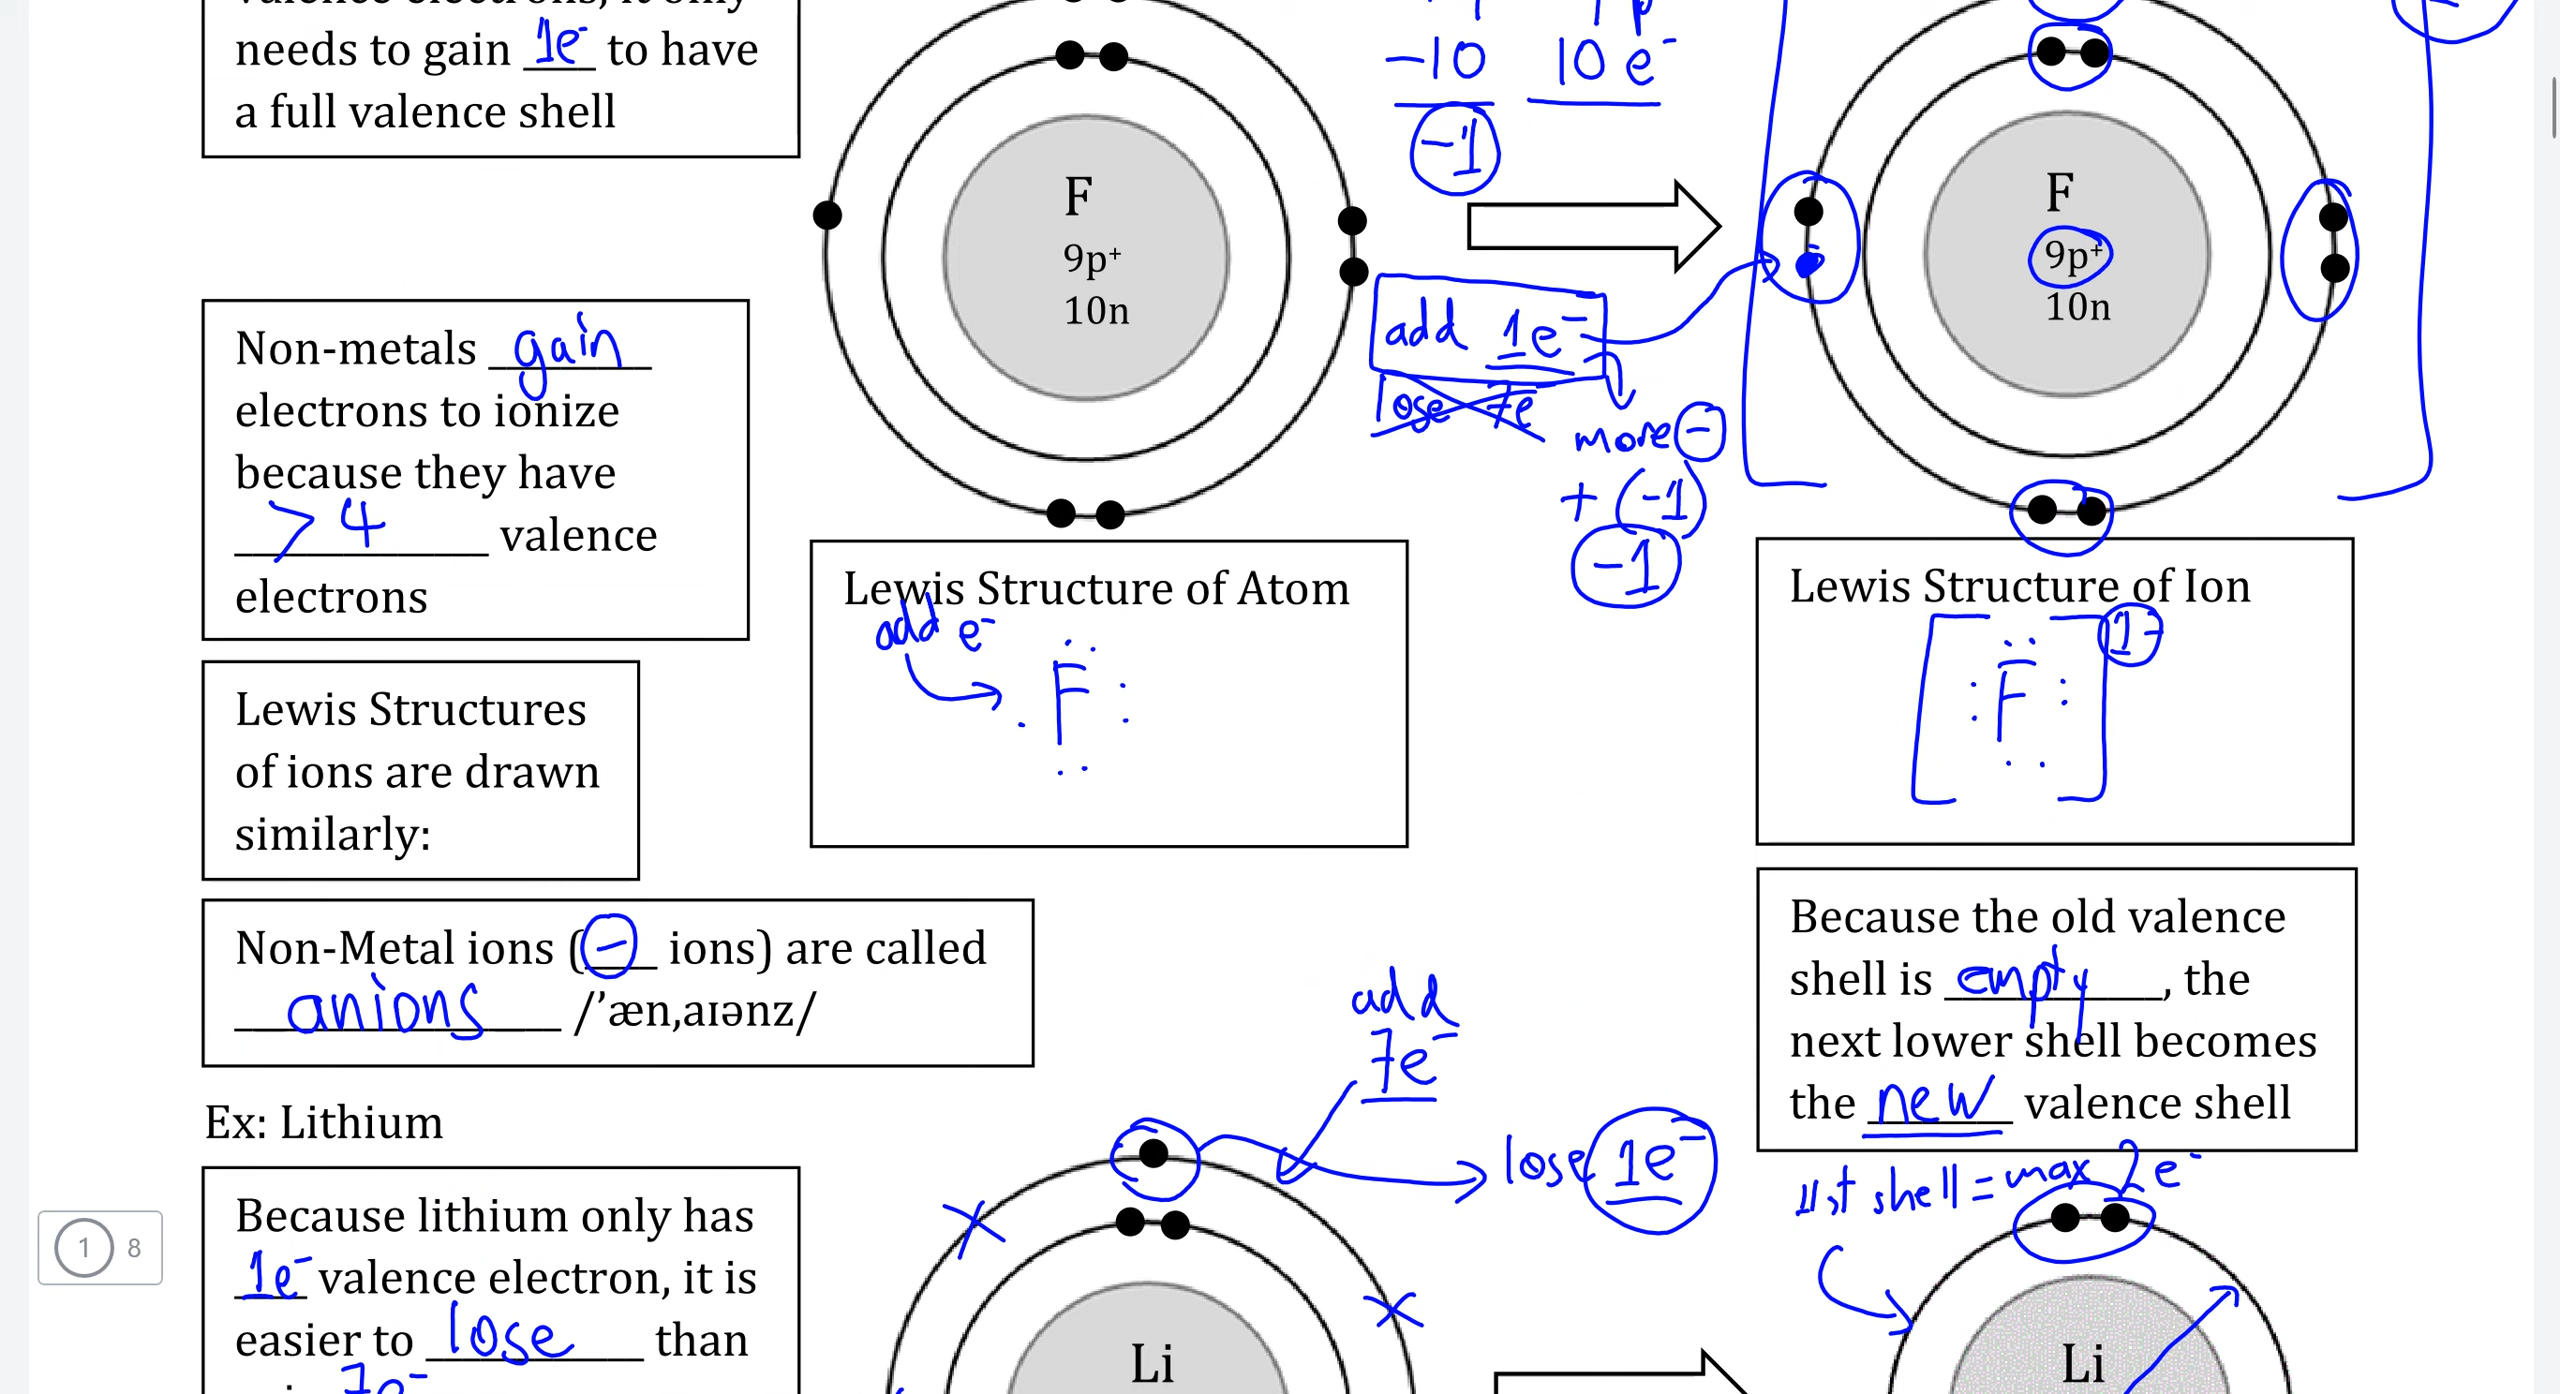 needs to gain 1e⁻ to have
a full valence shell
-10 10 e⁻
-1
F
9p⁺
10n
F
9p⁺
10n
Non-metals gain
electrons to ionize
because they have
> 4 valence
electrons
add 1e⁻
lose 7e
more -
+ (-1)
-1
Lewis Structure of Atom
add e⁻
F
Lewis Structure of Ion
[F] 1-
Lewis Structures
of ions are drawn
similarly:
Non-Metal ions (- ions) are called
anions /’æn,aɪənz/
Because the old valence
shell is empty, the
next lower shell becomes
the new valence shell
Ex: Lithium
add
7e⁻
lose 1e⁻
1st shell = max 2e⁻
Because lithium only has
1e⁻ valence electron, it is
easier to lose than
7e⁻
Li
Li
1 8